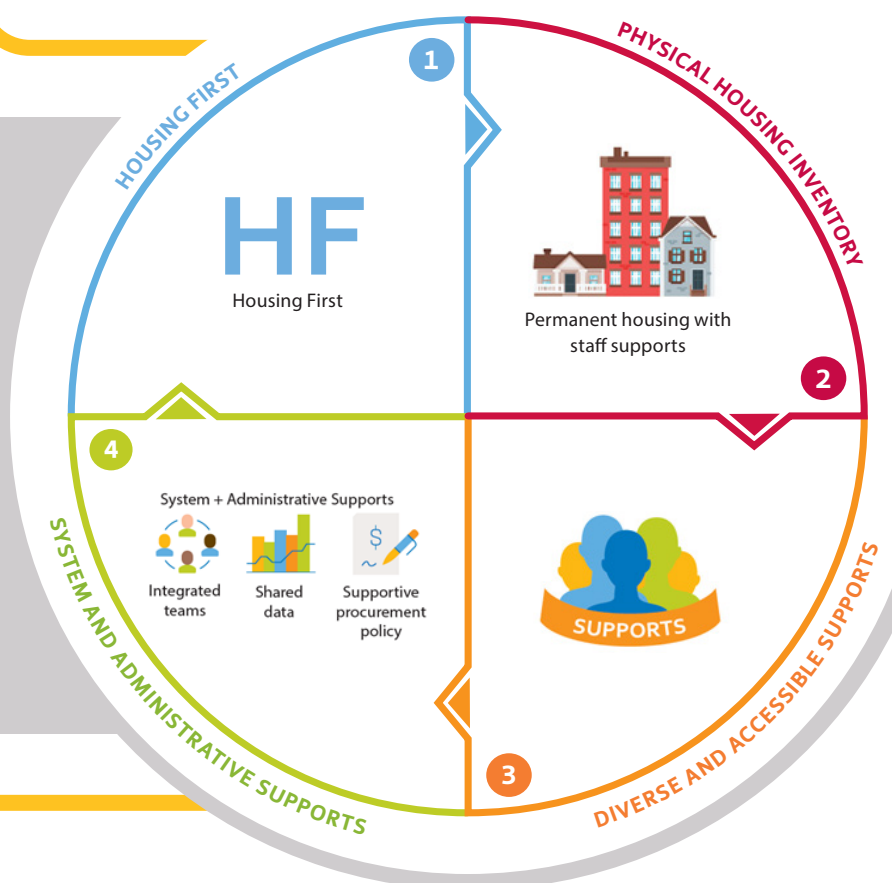 HOUSING FIRST
1
HF
Housing First
PHYSICAL HOUSING INVENTORY
Permanent housing with
staff supports
2
SUPPORTS
3
DIVERSE AND ACCESSIBLE SUPPORTS
4
System + Administrative Supports
$
Integrated
teams
Shared
data
Supportive
procurement
policy
SYSTEM AND ADMINISTRATIVE SUPPORTS